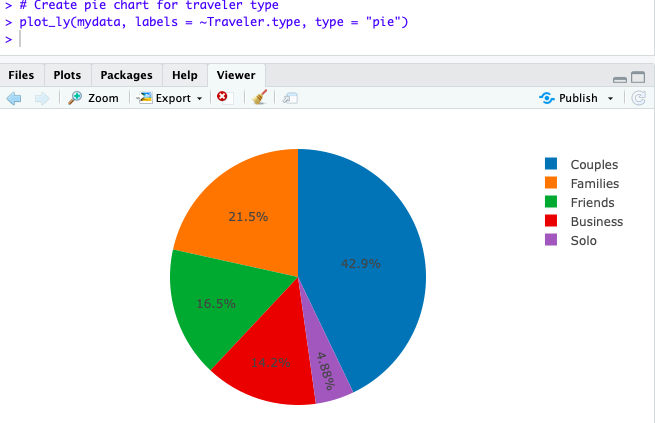 > # Create pie chart for traveler type
> plot_ly(mydata, labels = ~Traveler.type, type = "pie")
>
Files Plots Packages Help Viewer
Zoom Export Publish
Couples
Families
Friends
Business
Solo
21.5%
42.9%
16.5%
14.2%
4.88%